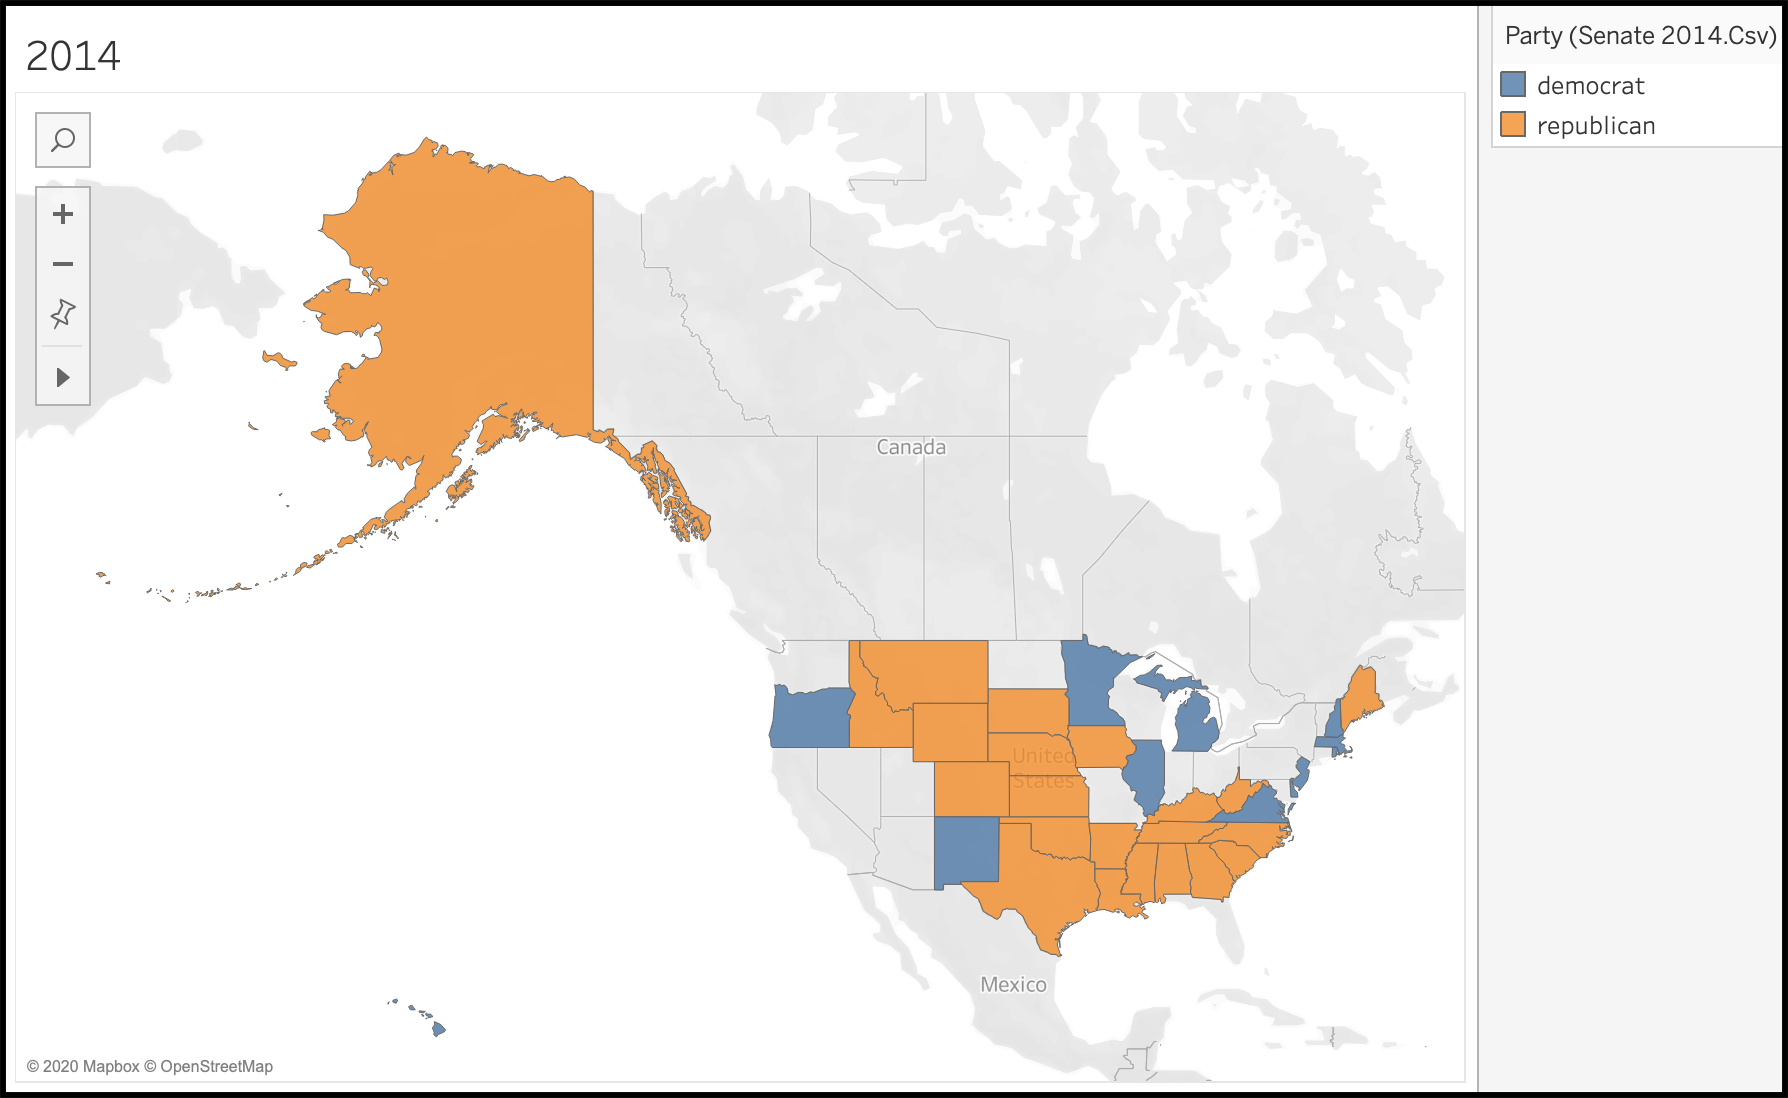 2014
Party (Senate 2014.Csv)
democrat
republican
Canada
United
States
Mexico
© 2020 Mapbox © OpenStreetMap